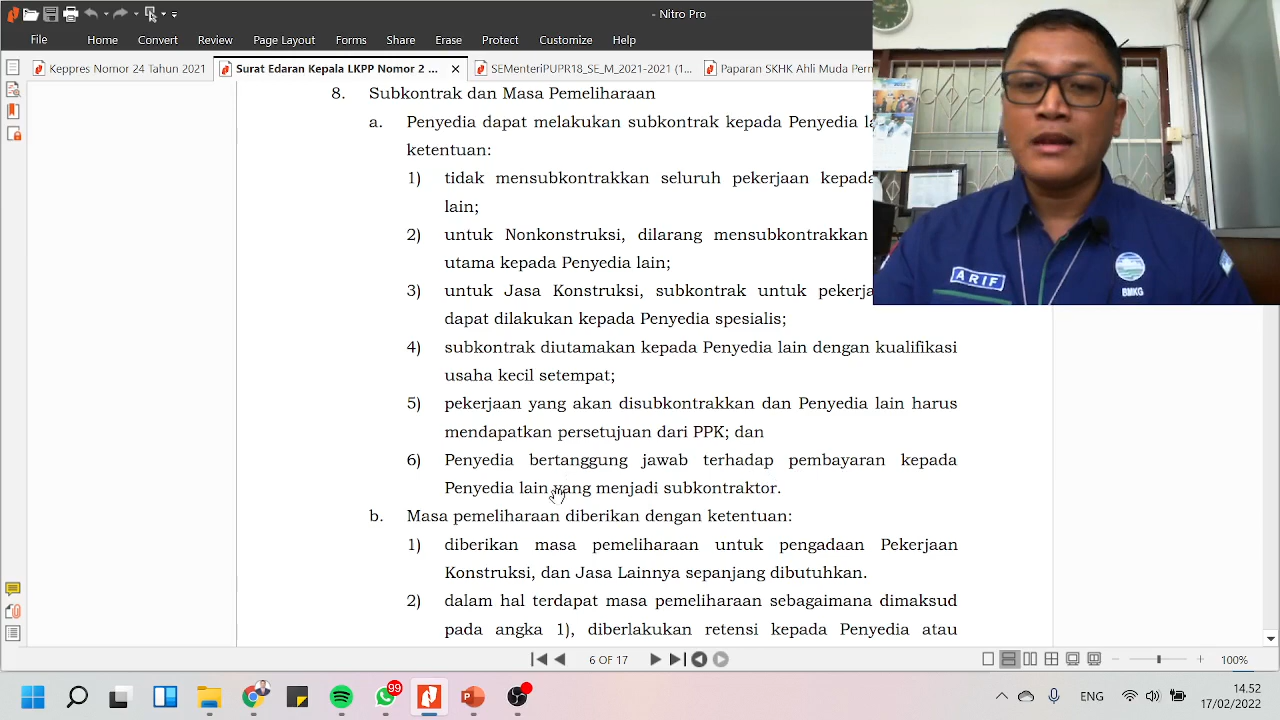 - Nitro Pro
File Home Convert Review Page Layout Forms Share Erase Protect Customize Help
Keppres Nomor 24 Tahun 2021 Surat Edaran Kepala LKPP Nomor 2 ... SEMenteriPUPR18_SE_M_2021-2021 (1... Paparan SKHK Ahli Muda Perm
8. Subkontrak dan Masa Pemeliharaan
a. Penyedia dapat melakukan subkontrak kepada Penyedia la
ketentuan:
1) tidak mensubkontrakkan seluruh pekerjaan kepada
lain;
2) untuk Nonkonstruksi, dilarang mensubkontrakkan
utama kepada Penyedia lain;
3) untuk Jasa Konstruksi, subkontrak untuk pekerja
dapat dilakukan kepada Penyedia spesialis;
4) subkontrak diutamakan kepada Penyedia lain dengan kualifikasi
usaha kecil setempat;
5) pekerjaan yang akan disubkontrakkan dan Penyedia lain harus
mendapatkan persetujuan dari PPK; dan
6) Penyedia bertanggung jawab terhadap pembayaran kepada
Penyedia lain yang menjadi subkontraktor.
b. Masa pemeliharaan diberikan dengan ketentuan:
1) diberikan masa pemeliharaan untuk pengadaan Pekerjaan
Konstruksi, dan Jasa Lainnya sepanjang dibutuhkan.
2) dalam hal terdapat masa pemeliharaan sebagaimana dimaksud
pada angka 1), diberlakukan retensi kepada Penyedia atau
ARIF
BMKG
6 OF 17
100%
99
ENG
14.52
17/02/2022